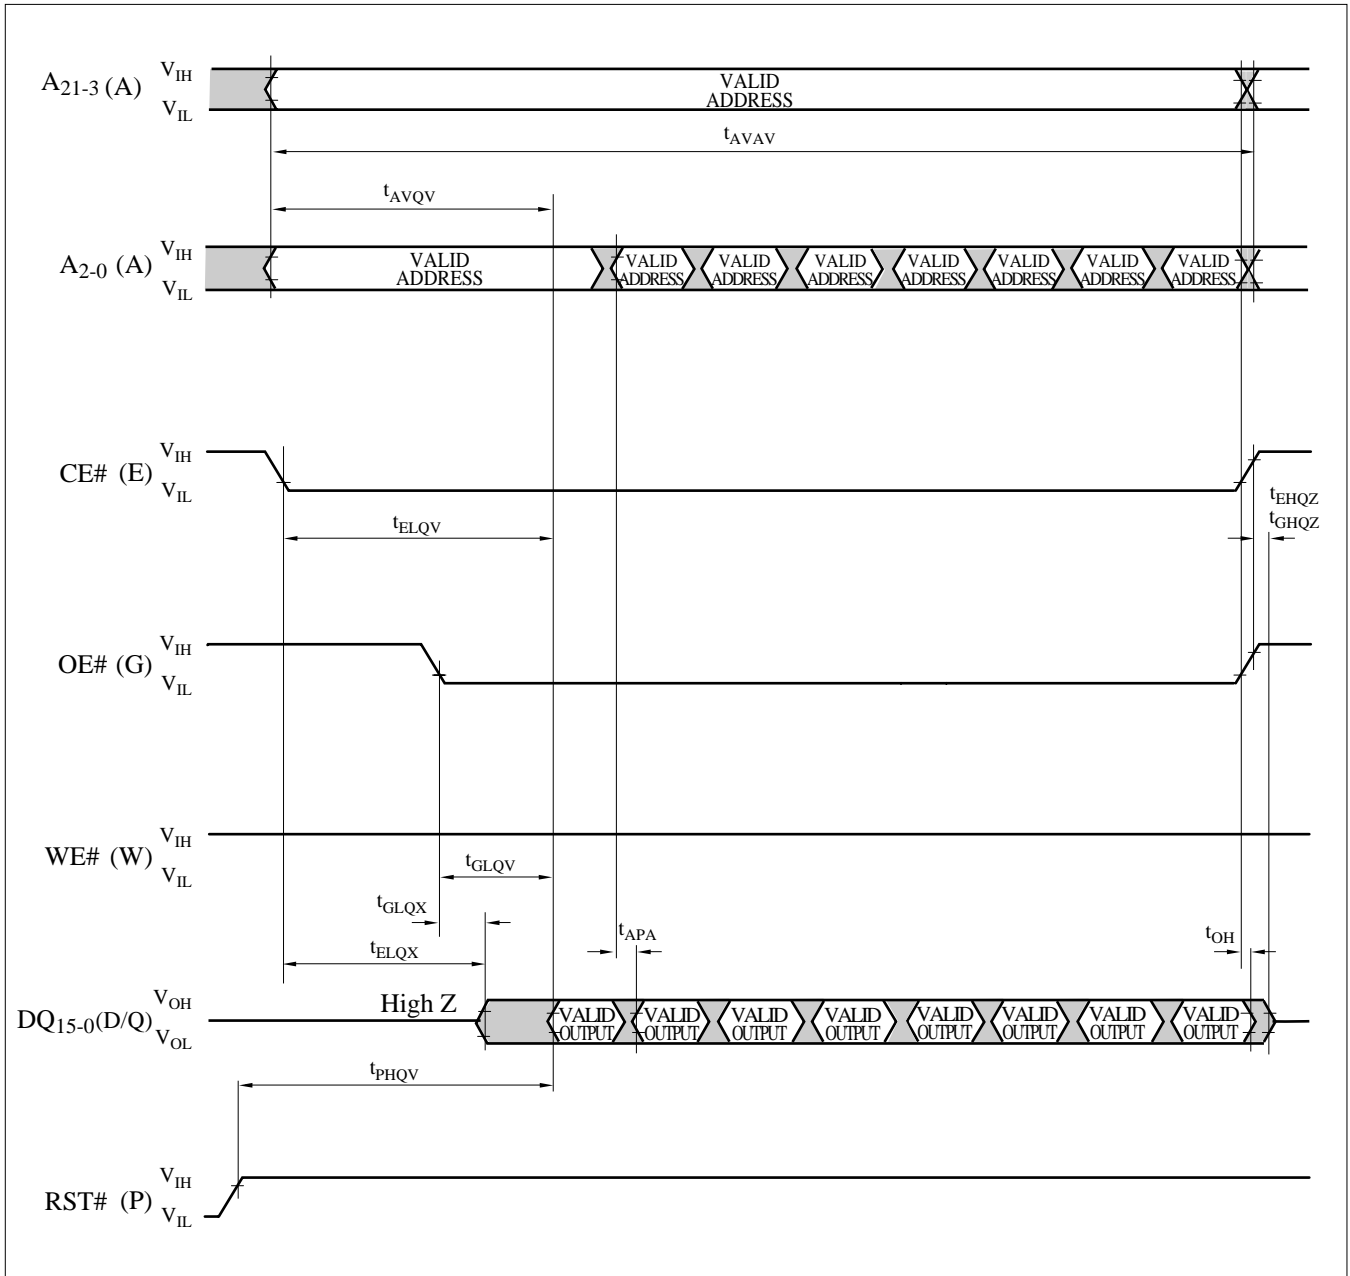 A21-3 (A) VIH VIL
VALID
ADDRESS
tAVAV
tAVQV
A2-0 (A) VIH VIL
VALID
ADDRESS
VALID
ADDRESS
VALID
ADDRESS
VALID
ADDRESS
VALID
ADDRESS
VALID
ADDRESS
VALID
ADDRESS
VALID
ADDRESS
CE# (E) VIH VIL
tEHQZ
tGHQZ
tELQV
OE# (G) VIH VIL
WE# (W) VIH VIL
tGLQV
tGLQX
tAPA
tOH
tELQX
High Z
DQ15-0(D/Q) VOH VOL
VALID
OUTPUT
VALID
OUTPUT
VALID
OUTPUT
VALID
OUTPUT
VALID
OUTPUT
VALID
OUTPUT
VALID
OUTPUT
VALID
OUTPUT
tPHQV
RST# (P) VIH VIL